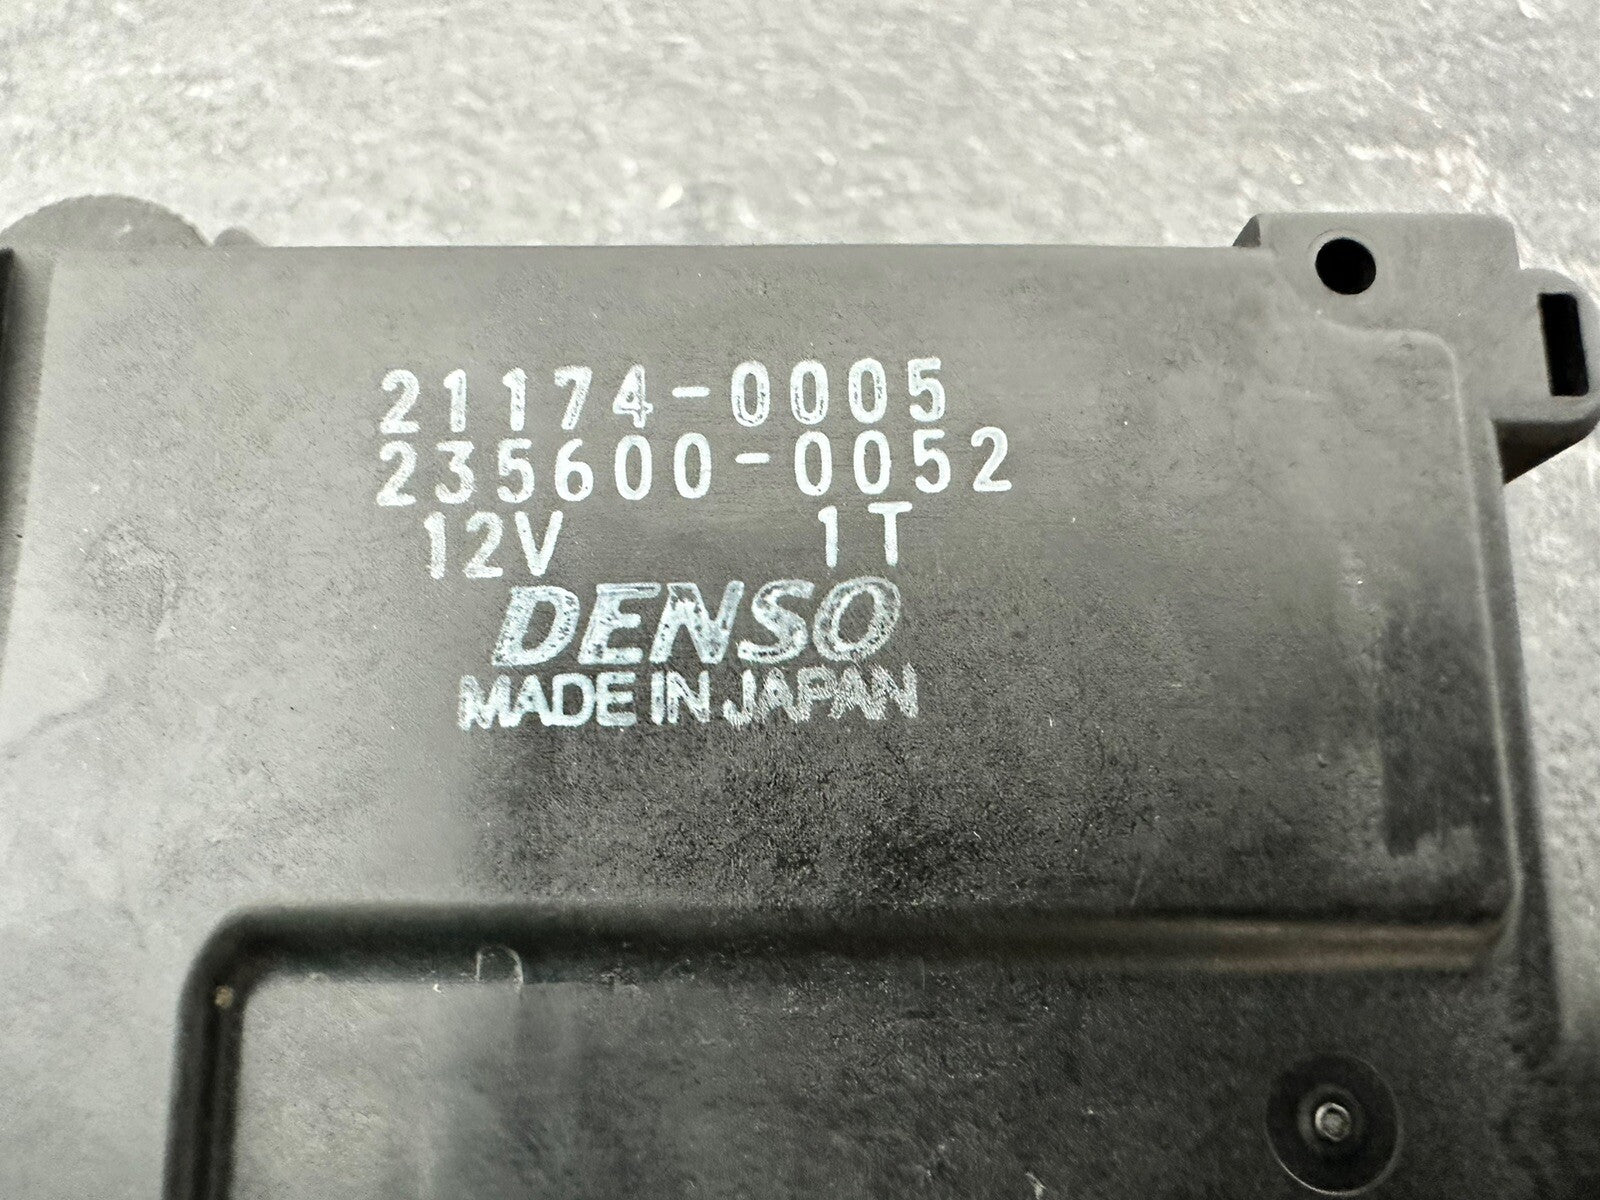 21174-0005
235600-0052
12V 1T
DENSO
MADE IN JAPAN